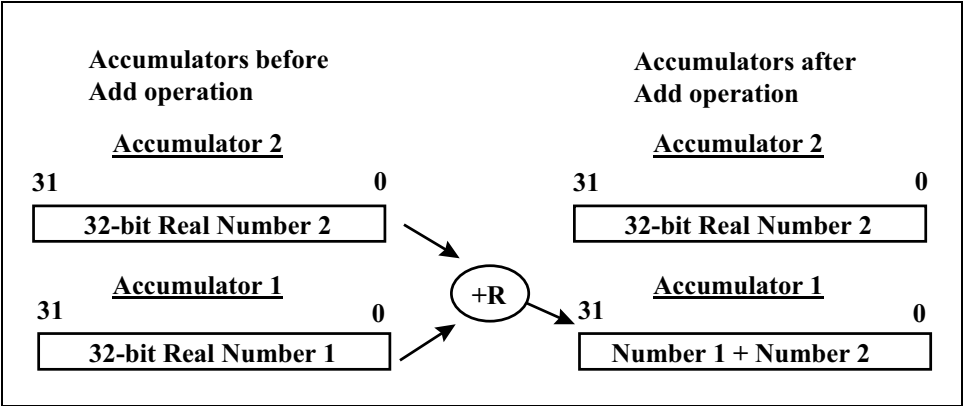 Accumulators before
Add operation
Accumulator 2
31 0
32-bit Real Number 2
Accumulator 1
31 0
32-bit Real Number 1
+R
Accumulators after
Add operation
Accumulator 2
31 0
32-bit Real Number 2
Accumulator 1
31 0
Number 1 + Number 2